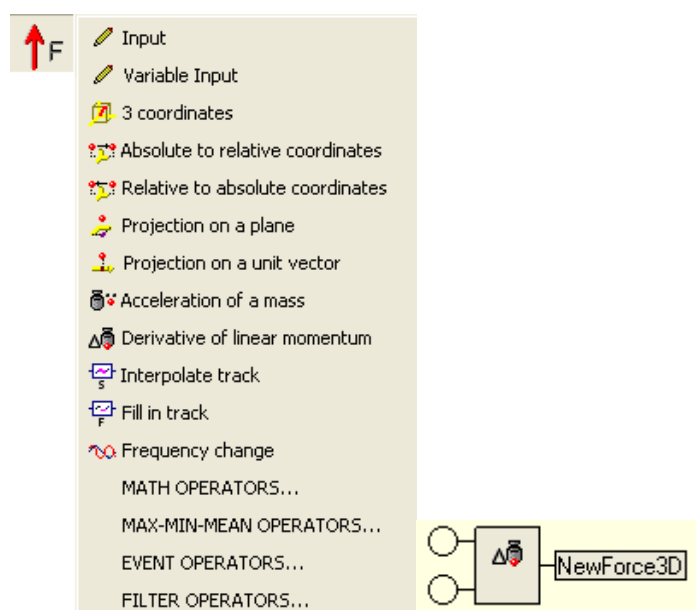 F
Input
Variable Input
3 coordinates
Absolute to relative coordinates
Relative to absolute coordinates
Projection on a plane
Projection on a unit vector
Acceleration of a mass
Derivative of linear momentum
S
Interpolate track
F
Fill in track
Frequency change
MATH OPERATORS...
MAX-MIN-MEAN OPERATORS...
EVENT OPERATORS...
FILTER OPERATORS...
NewForce3D